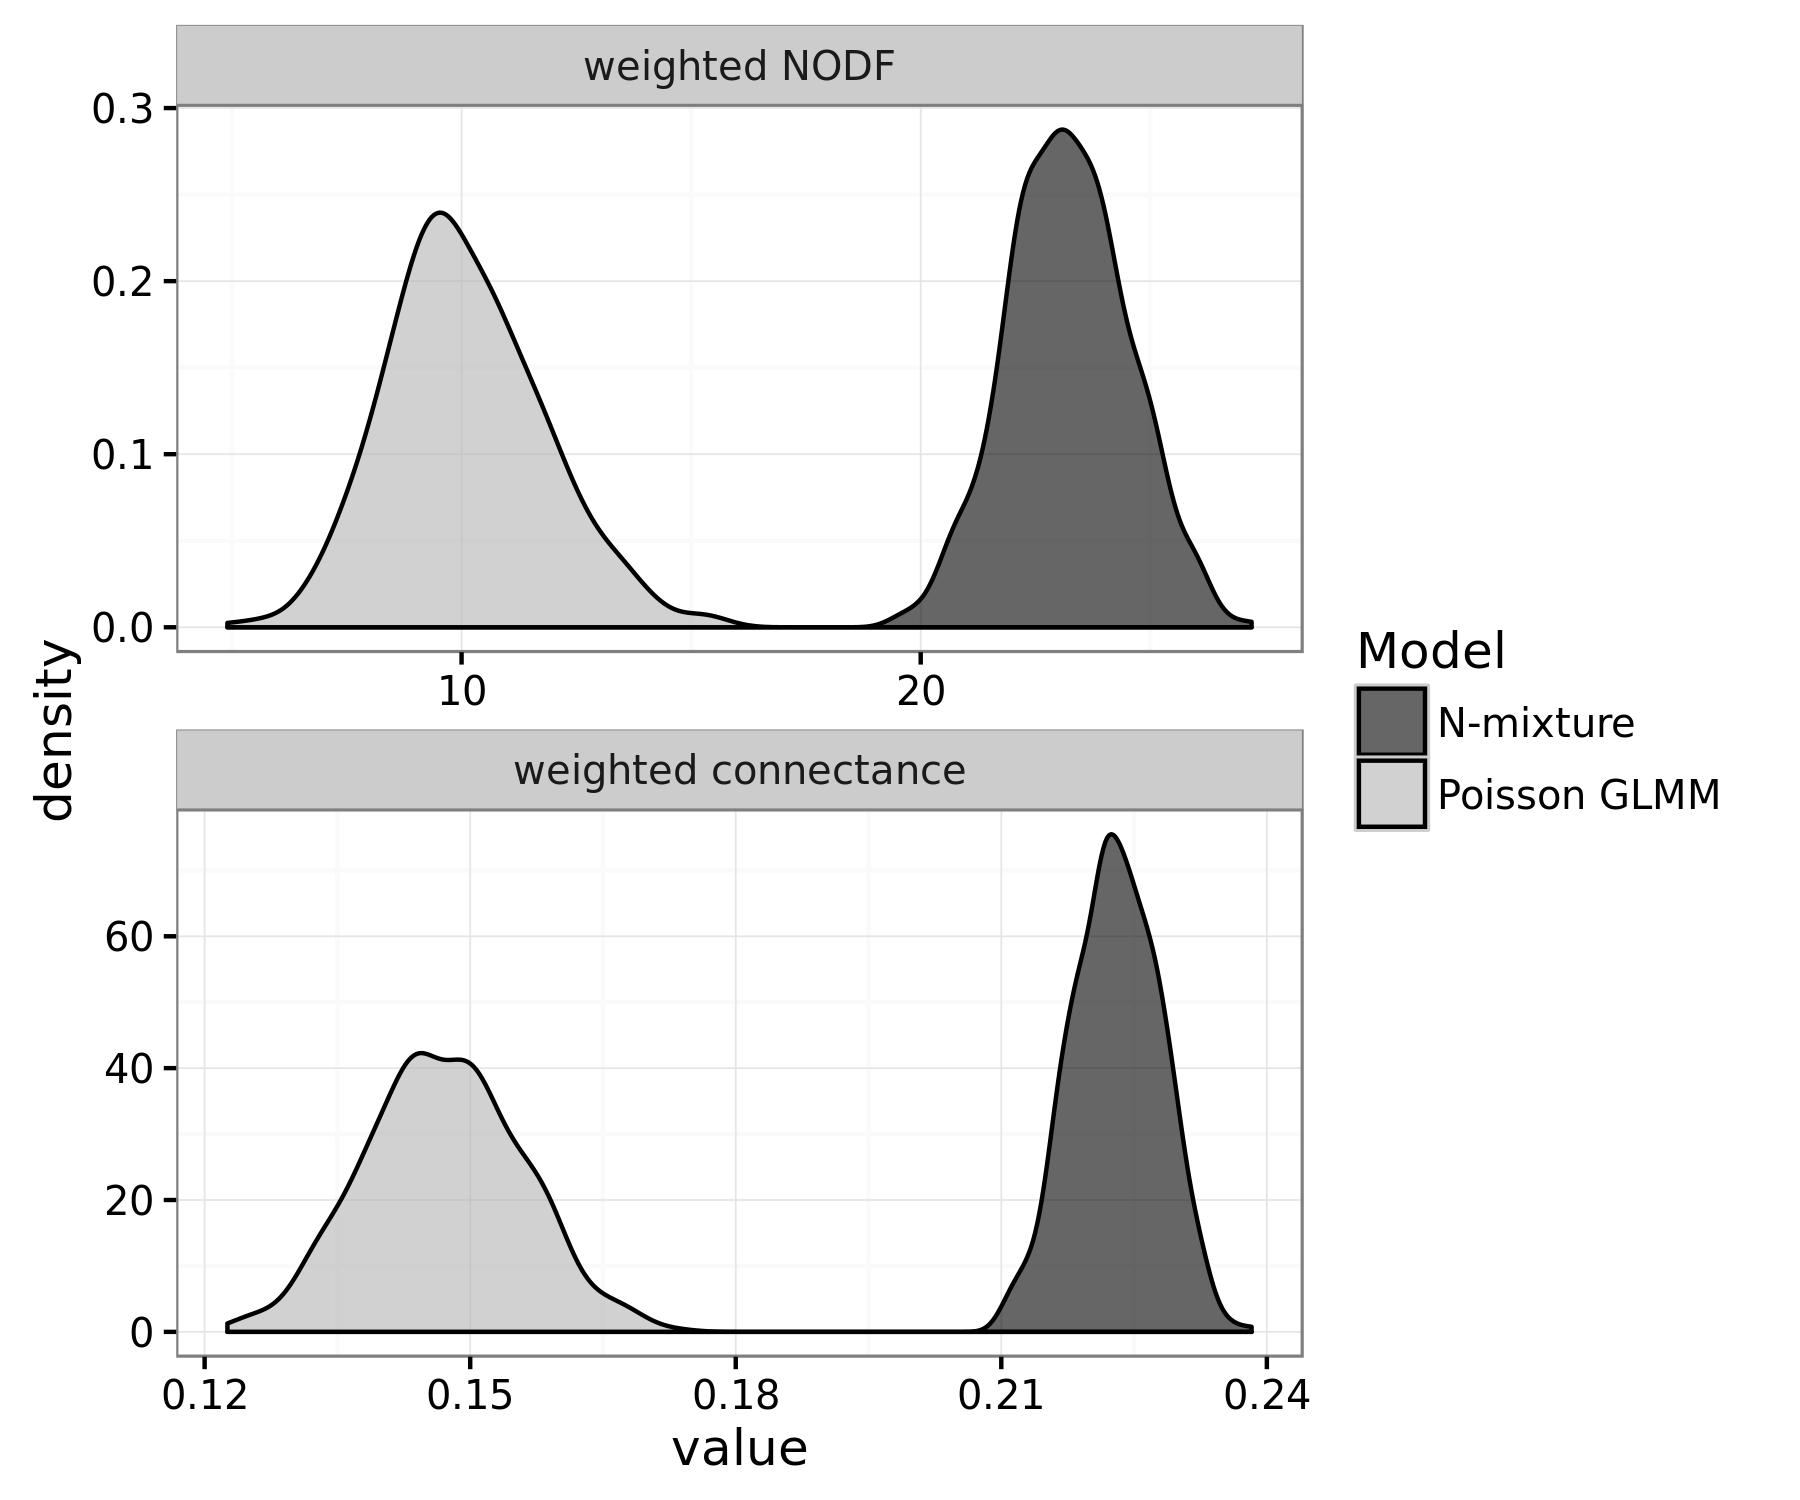 weighted NODF
0.3
0.2
0.1
0.0
10 20
density
weighted connectance
60
40
20
0
0.12 0.15 0.18 0.21 0.24
value
Model
N-mixture
Poisson GLMM